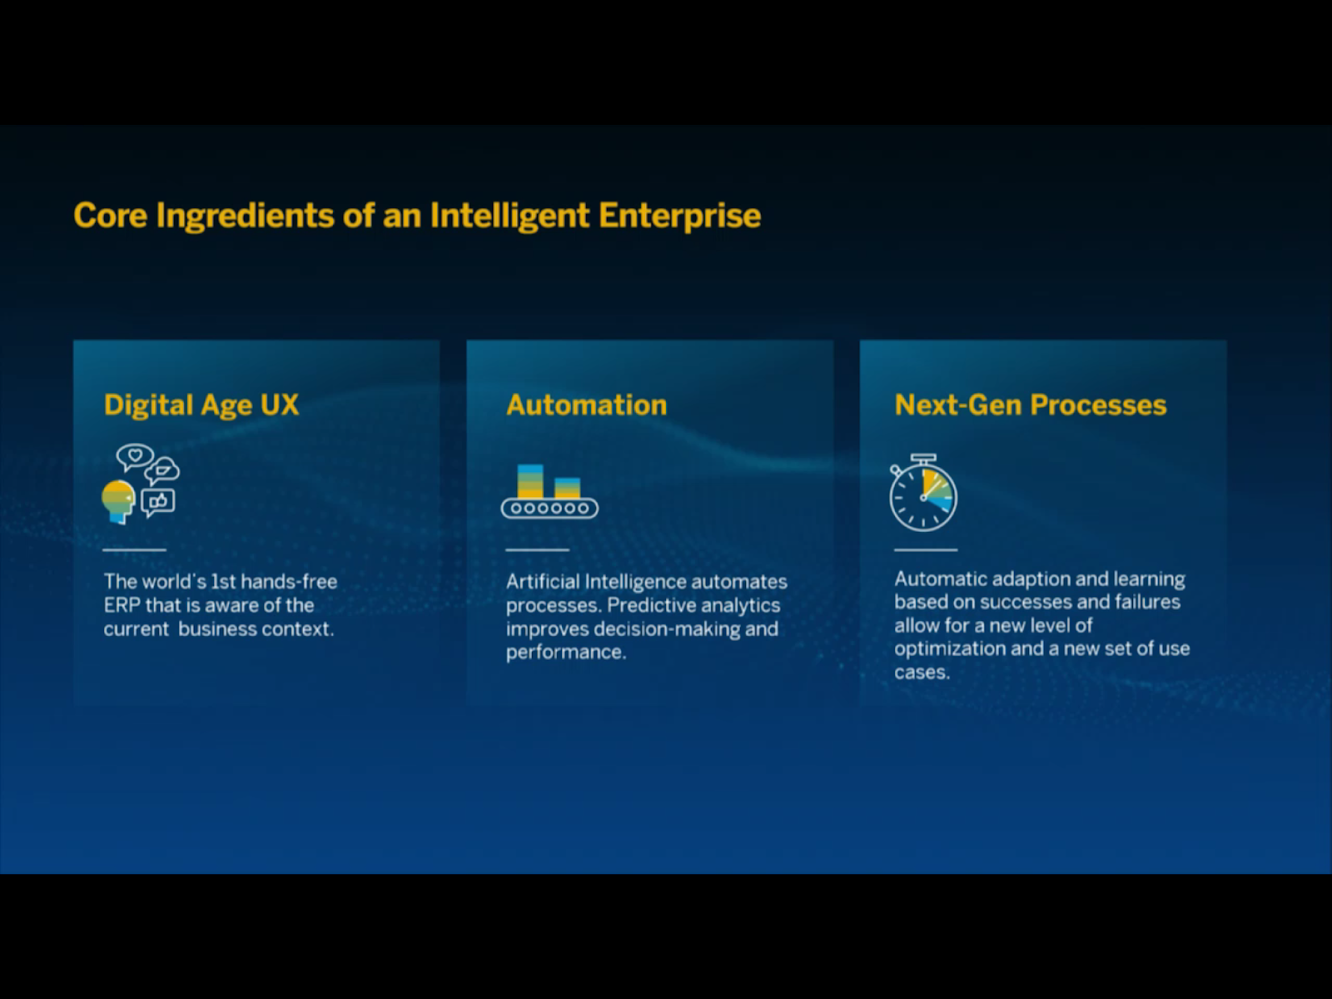 Core Ingredients of an Intelligent Enterprise
Digital Age UX
The world's 1st hands-free
ERP that is aware of the
current business context.
Automation
Artificial Intelligence automates
processes. Predictive analytics
improves decision-making and
performance.
Next-Gen Processes
Automatic adaption and learning
based on successes and failures
allow for a new level of
optimization and a new set of use
cases.